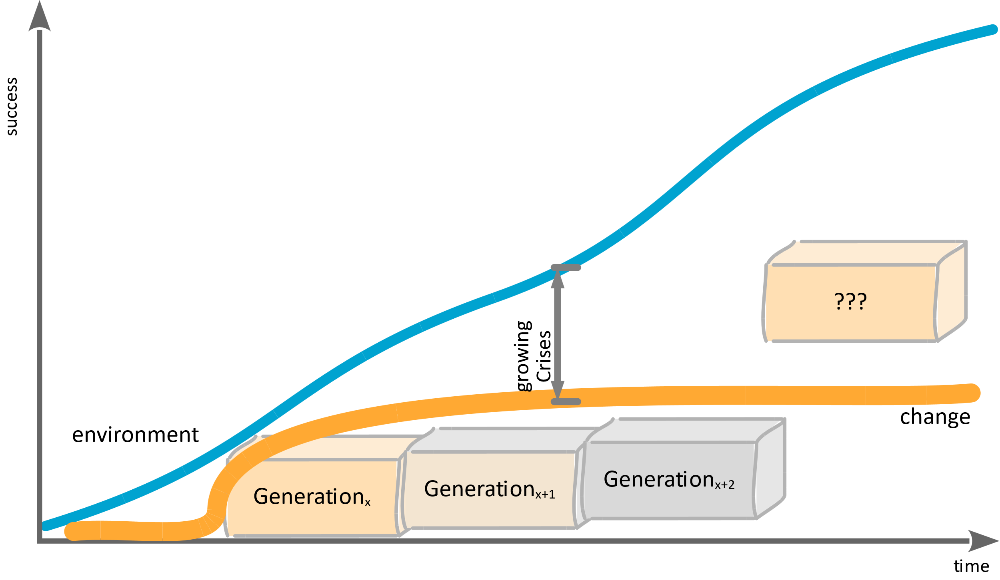 success
???
growing
Crises
change
environment
Generationx+2
Generationx+1
Generationx
time